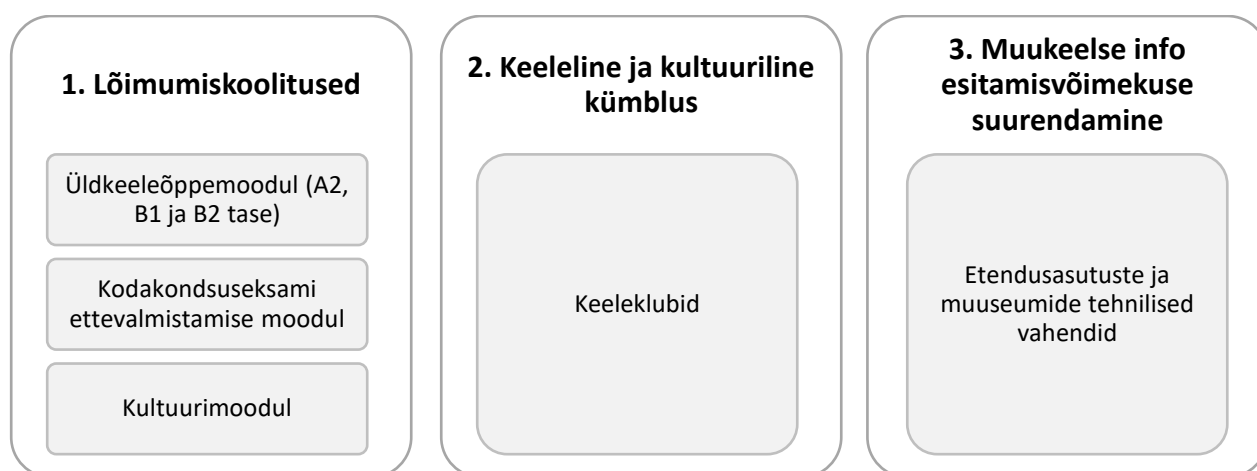 1. Lõimumiskoolitused
Üldkeeleõppemoodul (A2,
B1 ja B2 tase)
Kodakondsuseksami
ettevalmistamise moodul
Kultuurimoodul
2. Keeleline ja kultuuriline
kümblus
Keeleklubid
3. Muukeelse info
esitamisvõimekuse
suurendamine
Etendusasutuste ja
muuseumide tehnilised
vahendid